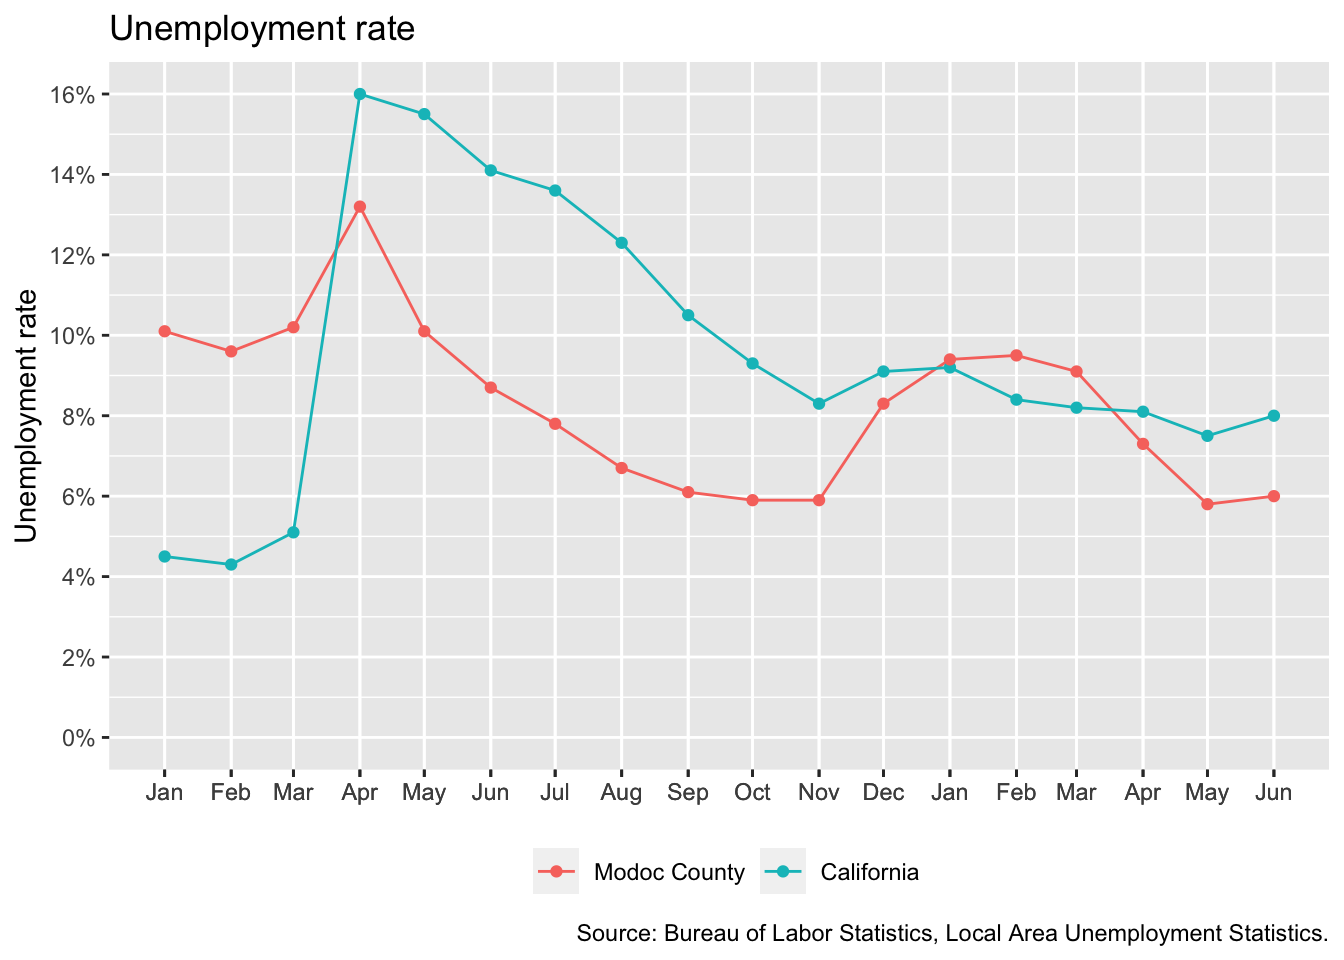 Unemployment rate
Unemployment rate
16%
14%
12%
10%
8%
6%
4%
2%
0%
Jan Feb Mar Apr May Jun Jul Aug Sep Oct Nov Dec Jan Feb Mar Apr May Jun
Modoc County California
Source: Bureau of Labor Statistics, Local Area Unemployment Statistics.